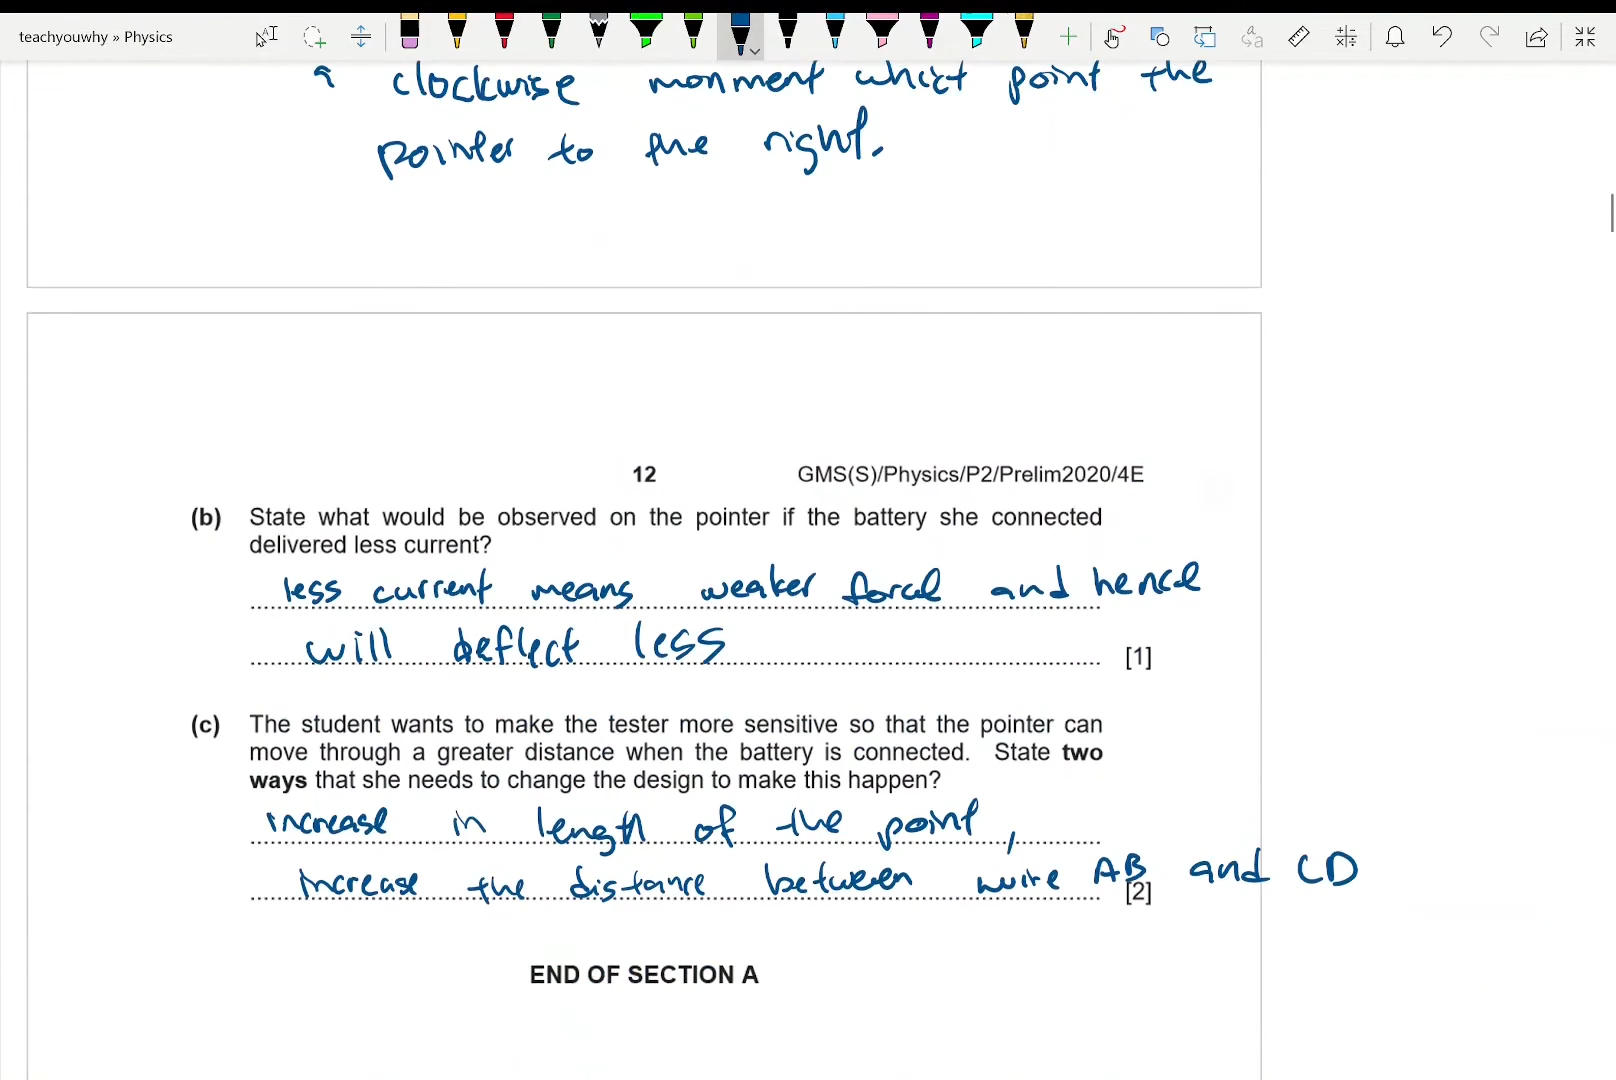 teachyouwhy » Physics
clockwise monment which point the
pointer to the right.
12 GMS(S)/Physics/P2/Prelim2020/4E
(b) State what would be observed on the pointer if the battery she connected
delivered less current?
less current means weaker force and hence
will deflect less
[1]
(c) The student wants to make the tester more sensitive so that the pointer can
move through a greater distance when the battery is connected. State two
ways that she needs to change the design to make this happen?
increase in length of the point,
increase the distance between wire AB and CD
[2]
END OF SECTION A